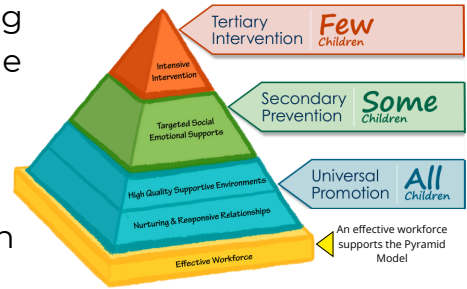 g
e
n
Intensive
Intervention
Targeted Social
Emotional Supports
High Quality Supportive Environments
Nurturing & Responsive Relationships
Effective Workforce
Tertiary
Intervention
Few
Children
Secondary
Prevention
Some
Children
Universal
Promotion
All
Children
An effective workforce
supports the Pyramid
Model